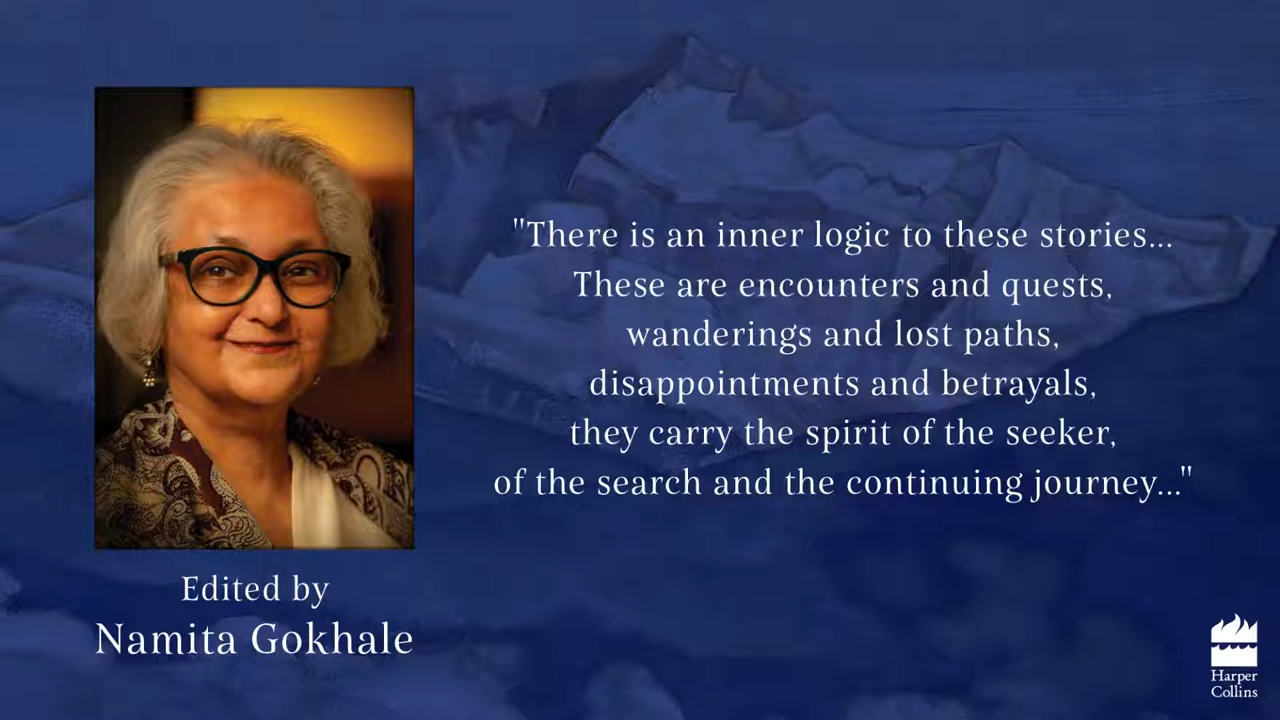 "There is an inner logic to these stories...
These are encounters and quests,
wanderings and lost paths,
disappointments and betrayals,
they carry the spirit of the seeker,
of the search and the continuing journey..."
Edited by
Namita Gokhale
Harper
Collins